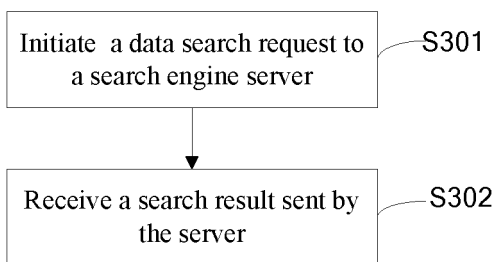 Initiate a data search request to
a search engine server
S301
Receive a search result sent by
the server
S302